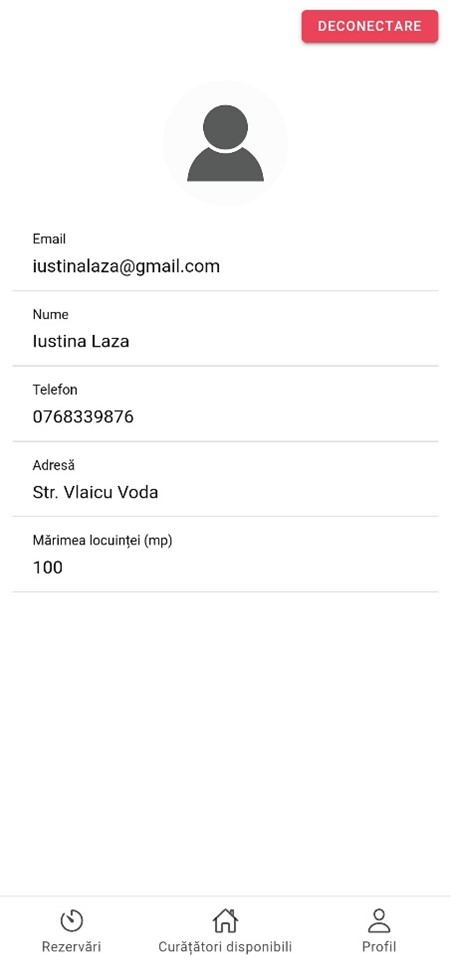 DECONECTARE
Email
iustinalaza@gmail.com
Nume
Iustina Laza
Telefon
0768339876
Adresă
Str. Vlaicu Voda
Mărimea locuinței (mp)
100
Rezervări
Curățători disponibili
Profil